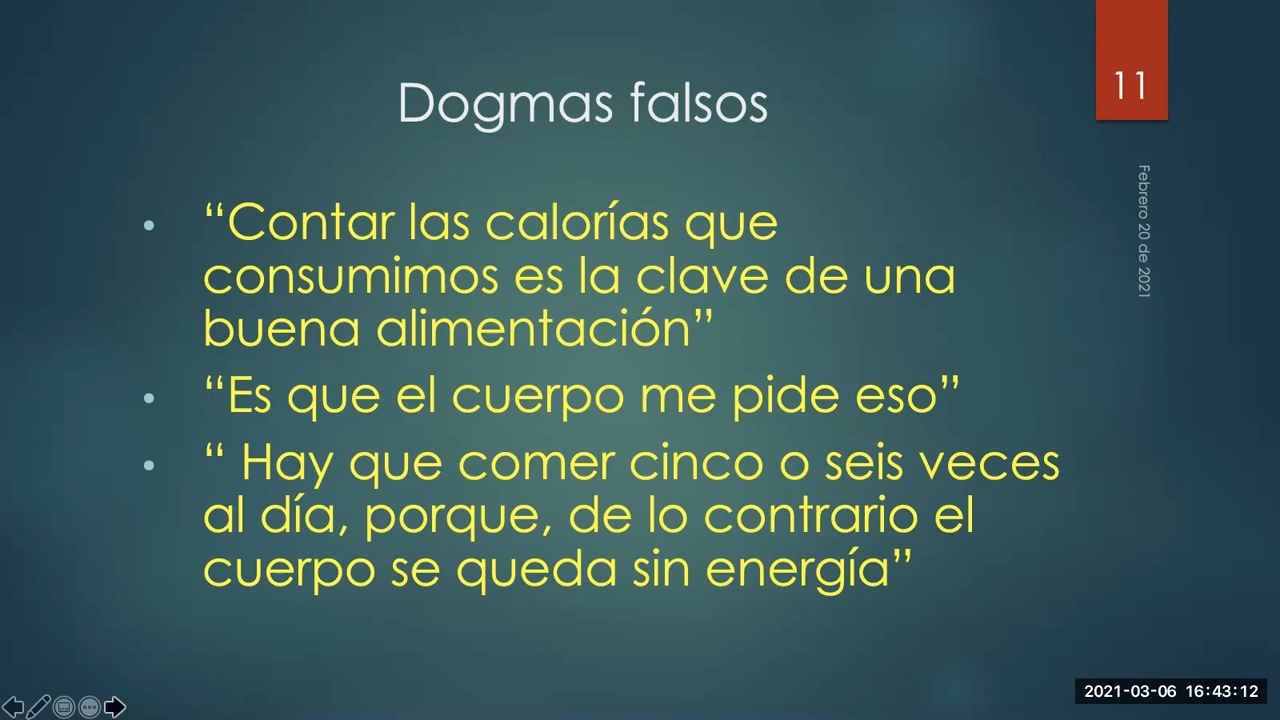 Dogmas falsos
11
Febrero 20 de 2021
• “Contar las calorías que
consumimos es la clave de una
buena alimentación”
• “Es que el cuerpo me pide eso”
• “ Hay que comer cinco o seis veces
al día, porque, de lo contrario el
cuerpo se queda sin energía”
2021-03-06 16:43:12